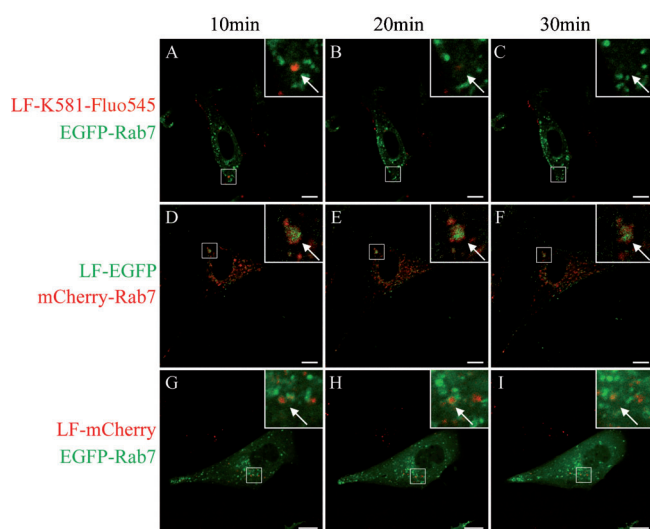 10min 20min 30min
A B C
LF-K581-Fluo545
EGFP-Rab7
D E F
LF-EGFP
mCherry-Rab7
G H I
LF-mCherry
EGFP-Rab7